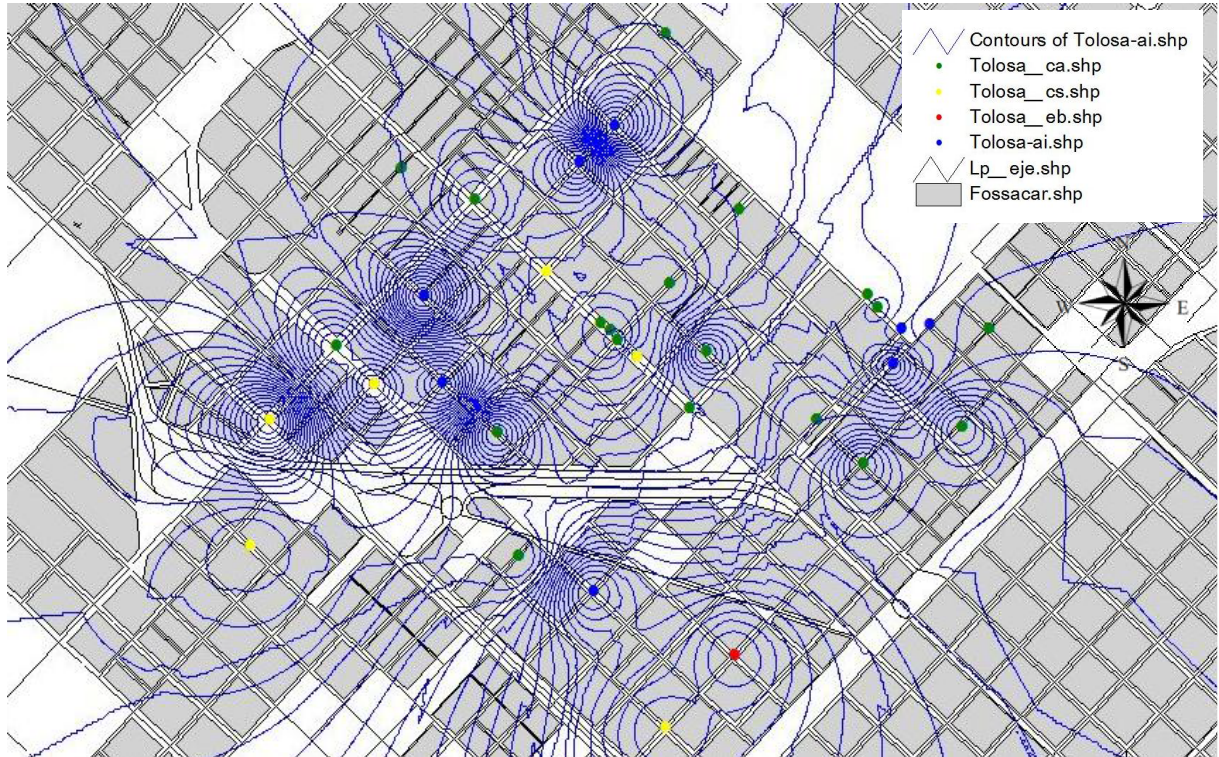 Contours of Tolosa-ai.shp
Tolosa__ca.shp
Tolosa__cs.shp
Tolosa__eb.shp
Tolosa-ai.shp
Lp__eje.shp
Fossacar.shp
N
W
E
S